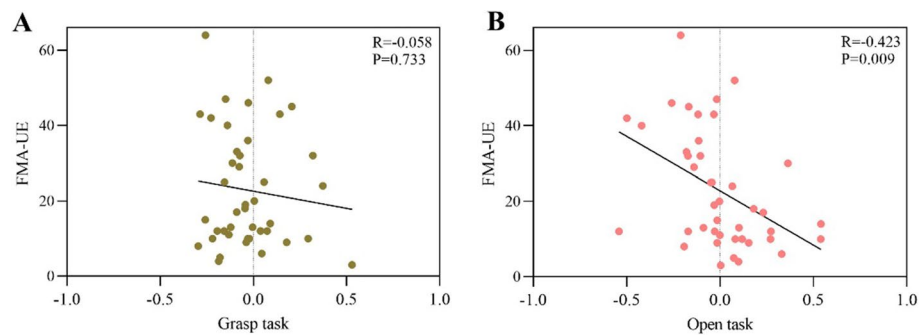 A
R=-0.058
P=0.733
FMA-UE
60
40
20
0
-1.0 -0.5 0.0 0.5 1.0
Grasp task
B
R=-0.423
P=0.009
FMA-UE
60
40
20
0
-1.0 -0.5 0.0 0.5 1.0
Open task